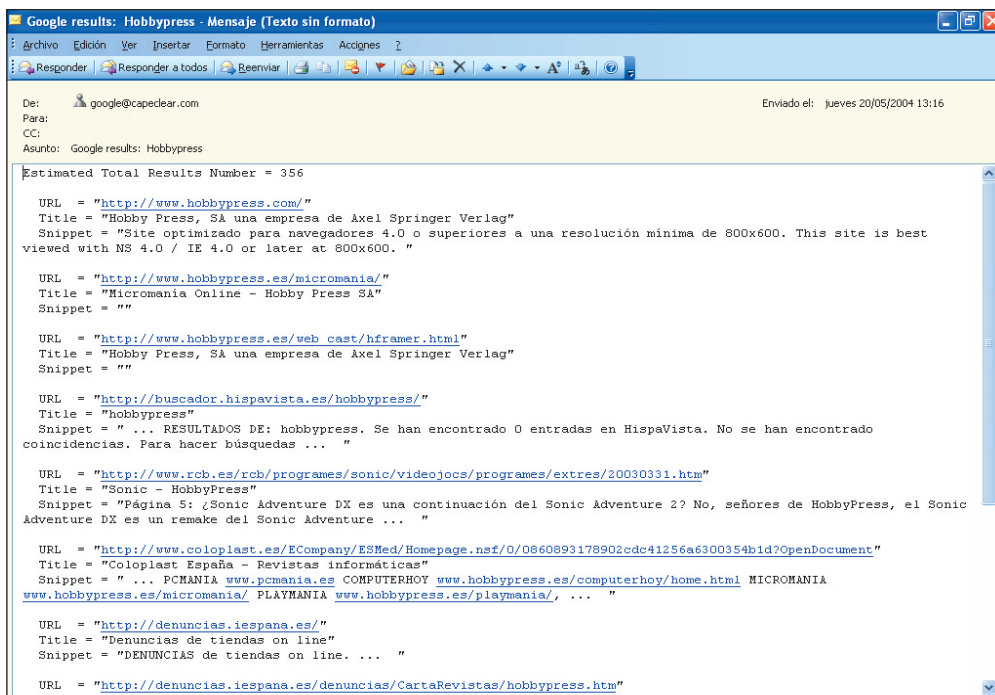 Google results: Hobbypress - Mensaje (Texto sin formato)
Archivo Edición Ver Insertar Formato Herramientas Acciones ?
Responder Responder a todos Reenviar
De: google@capeclear.com Enviado el: jueves 20/05/2004 13:16
Para:
CC:
Asunto: Google results: Hobbypress
Estimated Total Results Number = 356
URL = "http://www.hobbypress.com/"
Title = "Hobby Press, SA una empresa de Axel Springer Verlag"
Snippet = "Site optimizado para navegadores 4.0 o superiores a una resolución mínima de 800x600. This site is best
viewed with NS 4.0 / IE 4.0 or later at 800x600. "
URL = "http://www.hobbypress.es/micromania/"
Title = "Micromanía Online - Hobby Press SA"
Snippet = ""
URL = "http://www.hobbypress.es/web_cast/hframer.html"
Title = "Hobby Press, SA una empresa de Axel Springer Verlag"
Snippet = ""
URL = "http://buscador.hispavista.es/hobbypress/"
Title = "hobbypress"
Snippet = " ... RESULTADOS DE: hobbypress. Se han encontrado 0 entradas en HispaVista. No se han encontrado
coincidencias. Para hacer búsquedas ... "
URL = "http://www.rcb.es/rcb/programes/sonic/videojocs/programes/extres/20030331.htm"
Title = "Sonic - HobbyPress"
Snippet = "Página 5: ¿Sonic Adventure DX es una continuación del Sonic Adventure 2? No, señores de HobbyPress, el Sonic
Adventure DX es un remake del Sonic Adventure ... "
URL = "http://www.coloplast.es/ECompany/ESMed/Homepage.nsf/0/0860893178902cdc41256a6300354b1d?OpenDocument"
Title = "Coloplast España - Revistas informáticas"
Snippet = " ... PCMANIA www.pcmania.es COMPUTERHOY www.hobbypress.es/computerhoy/home.html MICROMANIA
www.hobbypress.es/micromania/ PLAYMANIA www.hobbypress.es/playmania/, ... "
URL = "http://denuncias.iespana.es/"
Title = "Denuncias de tiendas on line"
Snippet = "DENUNCIAS de tiendas on line. ... "
URL = "http://denuncias.iespana.es/denuncias/CartaRevistas/hobbypress.htm"